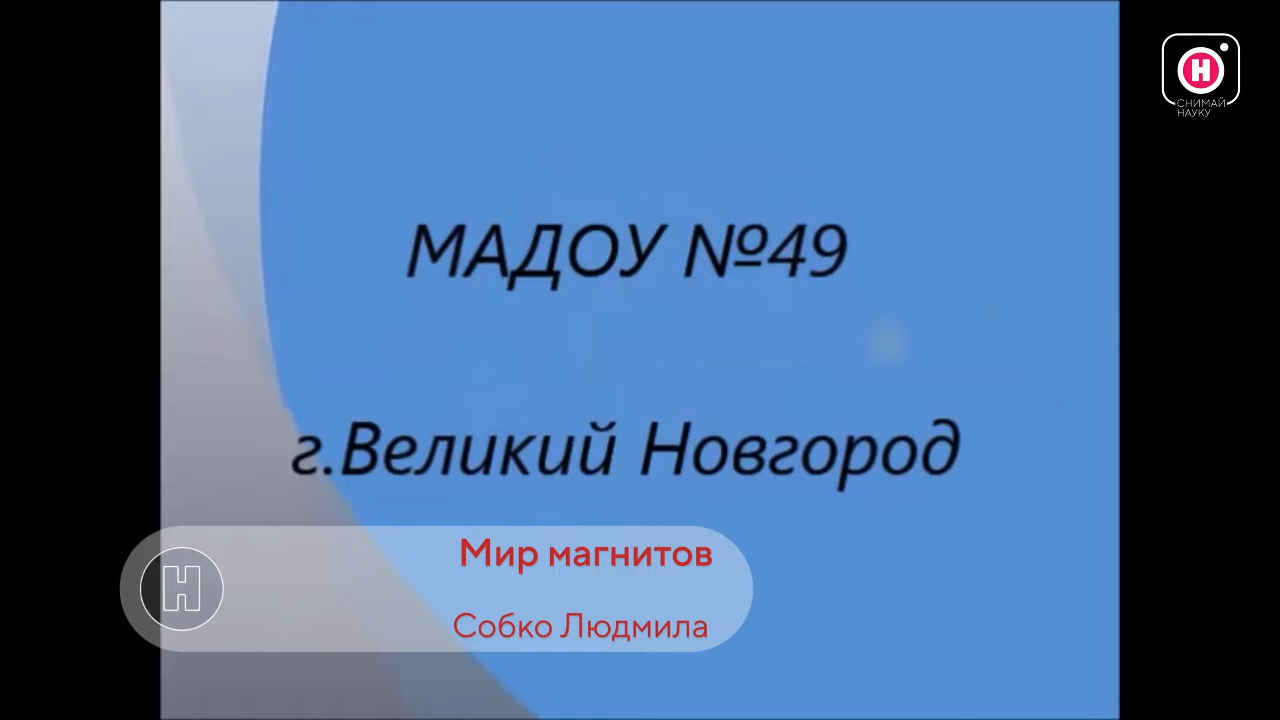 Н
СНИМАЙ
НАУКУ
МАДОУ №49
г.Великий Новгород
Мир магнитов
Н
Собко Людмила